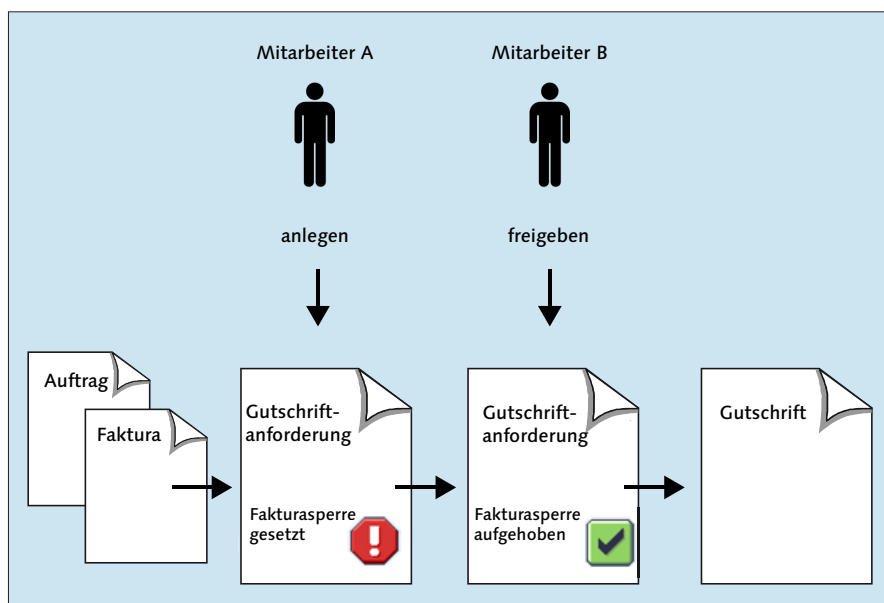 Mitarbeiter A
Mitarbeiter B
anlegen
freigeben
Auftrag
Faktura
Gutschrift-
anforderung
Fakturasperre
gesetzt
Gutschrift-
anforderung
Fakturasperre
aufgehoben
Gutschrift